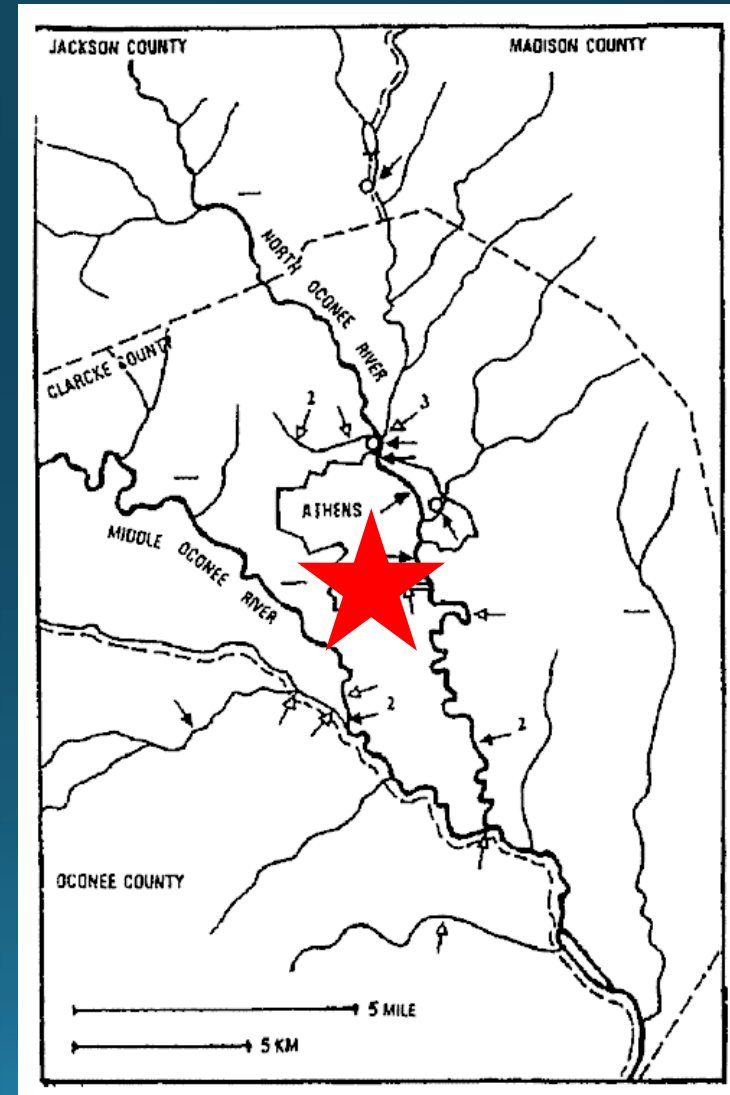 JACKSON COUNTY
MADISON COUNTY
NORTH OCONEE RIVER
CLARCKE COUNTY
2
3
ATHENS
MIDDLE OCONEE RIVER
2
2
OCONEE COUNTY
5 MILE
5 KM